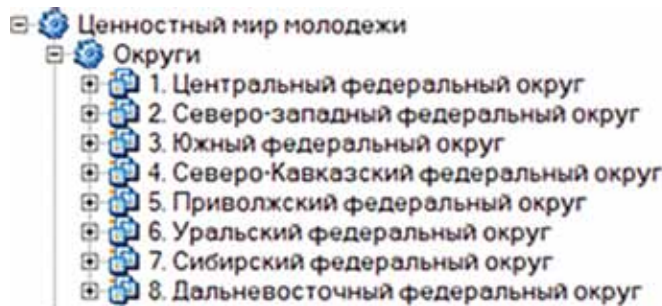 Ценностный мир молодежи
Округи
1. Центральный федеральный округ
2. Северо-западный федеральный округ
3. Южный федеральный округ
4. Северо-Кавказский федеральный округ
5. Приволжский федеральный округ
6. Уральский федеральный округ
7. Сибирский федеральный округ
8. Дальневосточный федеральный округ